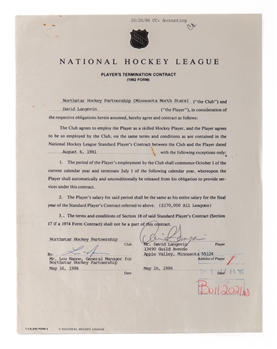 10/20/86 CC: Accounting
NATIONAL HOCKEY LEAGUE
PLAYER'S TERMINATION CONTRACT
(1982 FORM)
Northstar Hockey Partnership (Minnesota North Stars) ("the Club") and
David Langevin ("the Player"), in consideration
of the respective obligations herein assumed, hereby agree and contract as follows:
The Club agrees to employ the Player as a skilled Hockey Player, and the Player agrees
to be employed by the Club, on the same terms and conditions as are contained in the
National Hockey League Standard Player's Contract between the Club and the Player dated
August 6, 1981 with the following exceptions only:
1. The period of the Player's employment by the Club shall commence October 1 of the
current calendar year and terminate July 1 of the following calendar year, whereupon the
Player shall automatically and unconditionally be released from his obligation to provide ser-
vices under this contract.
2. The Player's salary for said period shall be the same as his entire salary for the final
year of the Standard Player's Contract referred to above. ($170,000 All Leagues)
3. The terms and conditions of Section 18 of said Standard Player's Contract (Section
17 if a 1974 Form Contract) shall not be a part of this contract.
Northstar Hockey Partnership
Club
By:
Mr. Lou Nanne, General Manager for
Northstar Hockey Partnership
May 16, 1986
Mr. David Langevin
13490 Guild Avenue
Apple Valley, Minnesota 55124
Address of Player
May 16, 1986